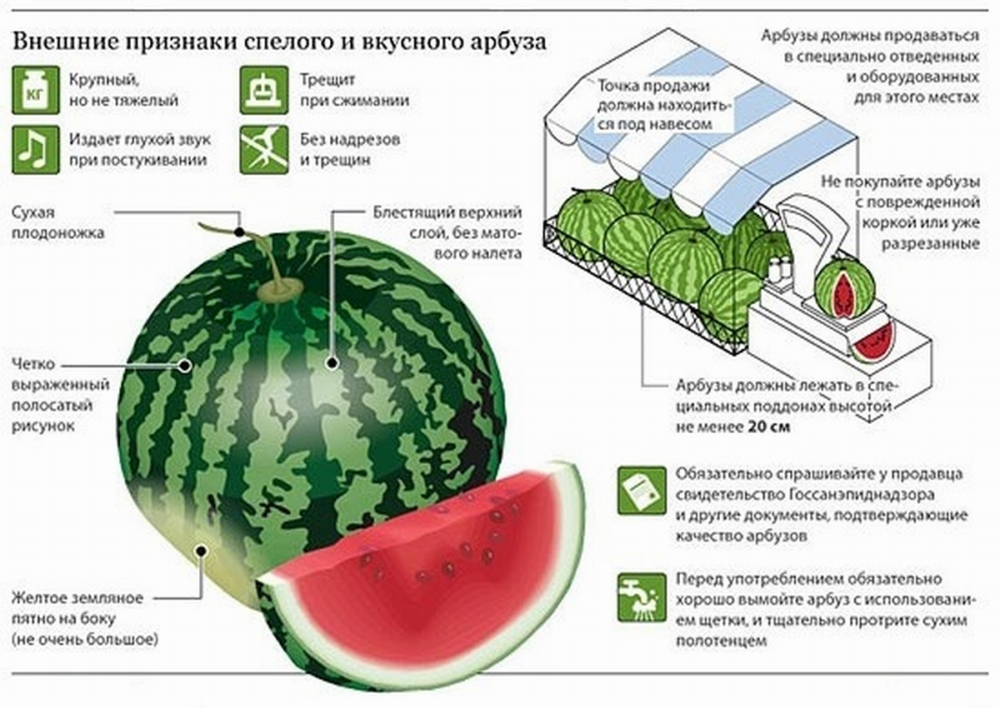 Внешние признаки спелого и вкусного арбуза
кг
Крупный,
но не тяжелый
Трещит
при сжимании
Издает глухой звук
при постукивании
Без надрезов
и трещин
Сухая
плодоножка
Блестящий верхний
слой, без мато-
вого налета
Четко
выраженный
полосатый
рисунок
Желтое земляное
пятно на боку
(не очень большое)
Арбузы должны продаваться
в специально отведенных
и оборудованных
для этого местах
Точка продажи
должна находить-
ся под навесом
Не покупайте арбузы
с поврежденной
коркой или уже
разрезанные
Арбузы должны лежать в спе-
циальных поддонах высотой
не менее 20 см
Обязательно спрашивайте у продавца
свидетельство Госсанэпиднадзора
и другие документы, подтверждающие
качество арбузов
Перед употреблением обязательно
хорошо вымойте арбуз с использовани-
ем щетки, и тщательно протрите сухим
полотенцем